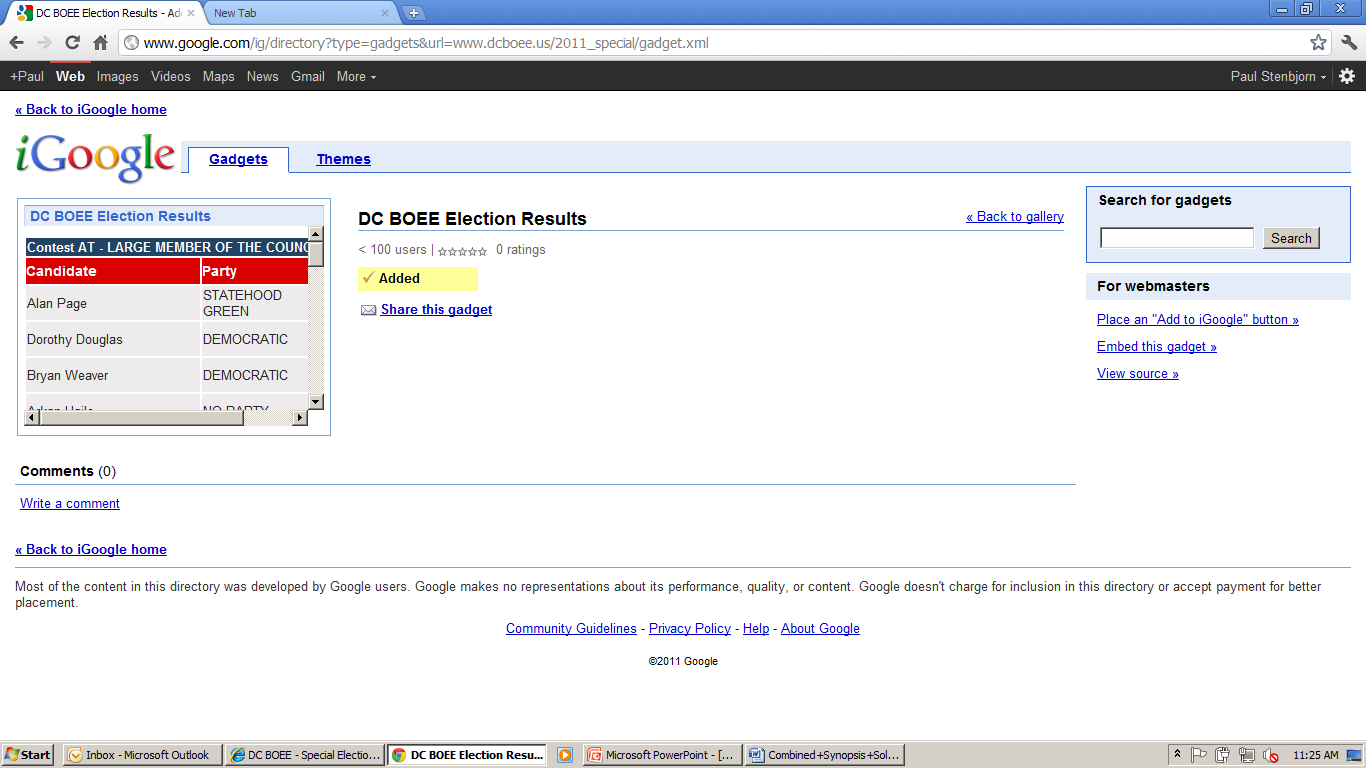 DC BOEE Election Results - Ad
New Tab
www.google.com/ig/directory?type=gadgets&url=www.dcboee.us/2011_special/gadget.xml
+Paul Web Images Videos Maps News Gmail More Paul Stenbjorn
« Back to iGoogle home
iGoogle
Gadgets Themes
DC BOEE Election Results
Contest AT - LARGE MEMBER OF THE COUNC
Candidate Party
Alan Page STATEHOOD GREEN
Dorothy Douglas DEMOCRATIC
Bryan Weaver DEMOCRATIC
NO PARTY
DC BOEE Election Results
« Back to gallery
< 100 users | 0 ratings
Added
Share this gadget
Search for gadgets
Search
For webmasters
Place an "Add to iGoogle" button »
Embed this gadget »
View source »
Comments (0)
Write a comment
« Back to iGoogle home
Most of the content in this directory was developed by Google users. Google makes no representations about its performance, quality, or content. Google doesn't charge for inclusion in this directory or accept payment for better
placement.
Community Guidelines - Privacy Policy - Help - About Google
©2011 Google
Start Inbox - Microsoft Outlook DC BOEE - Special Electio... DC BOEE Election Resu... Microsoft PowerPoint - [... Combined+Synopsis+Sol... 11:25 AM